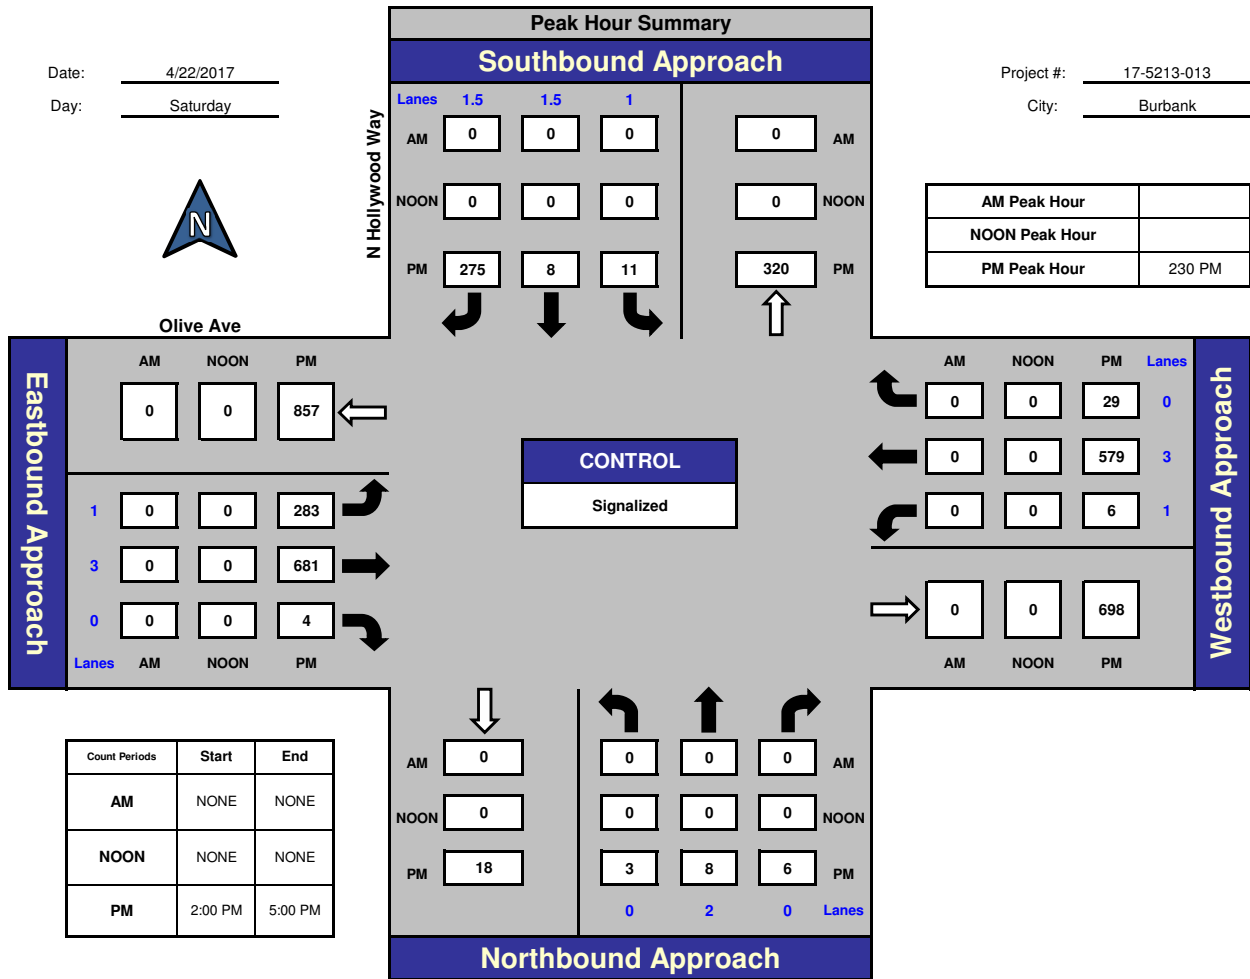 Peak Hour Summary
Southbound Approach
Date: 4/22/2017
Day: Saturday
Project #: 17-5213-013
City: Burbank
N
N Hollywood Way
Lanes 1.5 1.5 1
AM 0 0 0 0 AM
NOON 0 0 0 0 NOON
PM 275 8 11 320 PM
AM Peak Hour
NOON Peak Hour
PM Peak Hour 230 PM
Olive Ave
Eastbound Approach
AM NOON PM
0 0 857
1 0 0 283
3 0 0 681
0 0 0 4
Lanes AM NOON PM
CONTROL
Signalized
AM NOON PM Lanes
0 0 29 0
0 0 579 3
0 0 6 1
0 0 698
AM NOON PM
Westbound Approach
Count Periods Start End
AM NONE NONE
NOON NONE NONE
PM 2:00 PM 5:00 PM
AM 0 0 0 0 AM
NOON 0 0 0 0 NOON
PM 18 3 8 6 PM
0 2 0 Lanes
Northbound Approach